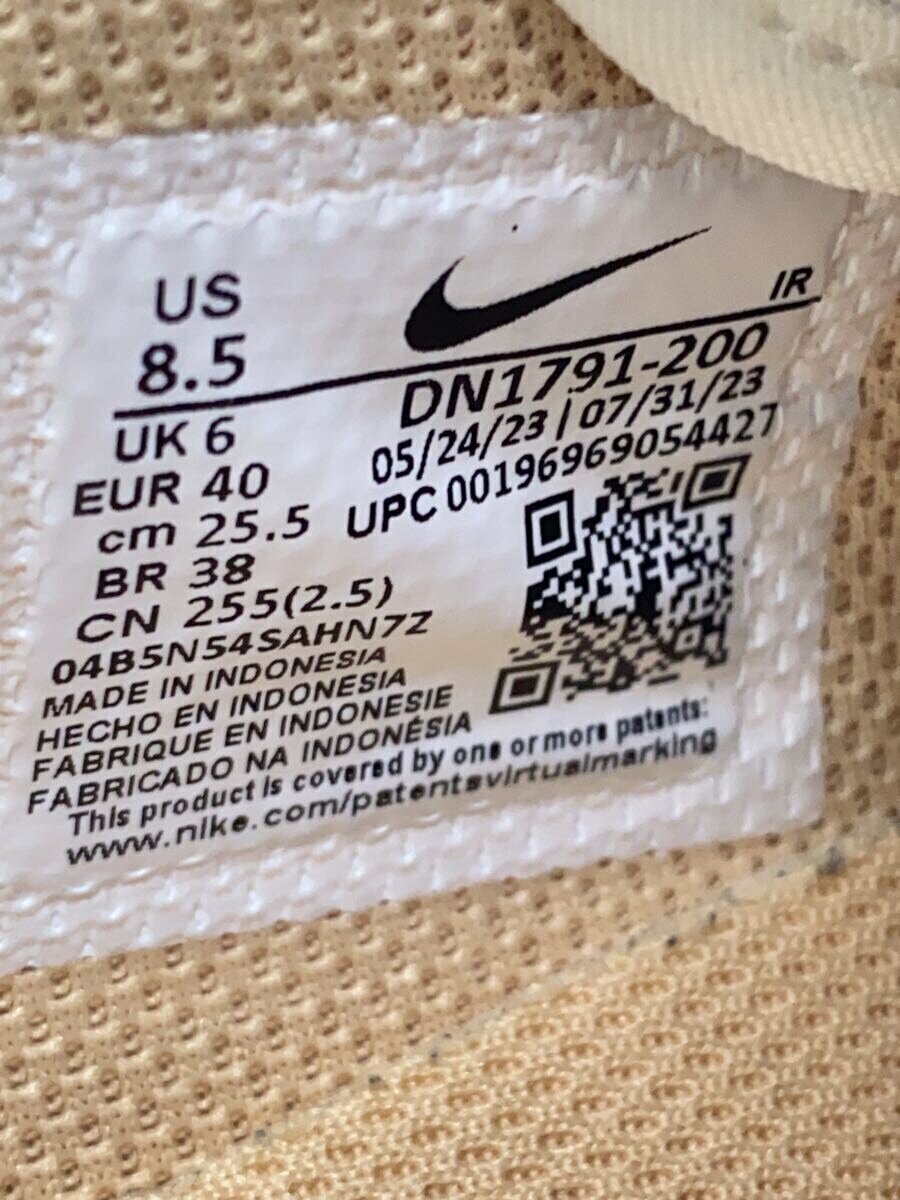 US
8.5
UK 6
EUR 40
cm 25.5
BR 38
CN 255(2.5)
04B5N54SAHN7Z
MADE IN INDONESIA
HECHO EN INDONESIA
FABRIQUE EN INDONESIE
FABRICADO NA INDONÉSIA
This product is covered by one or more patents:
www.nike.com/patentsvirtualmarking
IR
DN1791-200
05/24/23 | 07/31/23
UPC 00196969054427